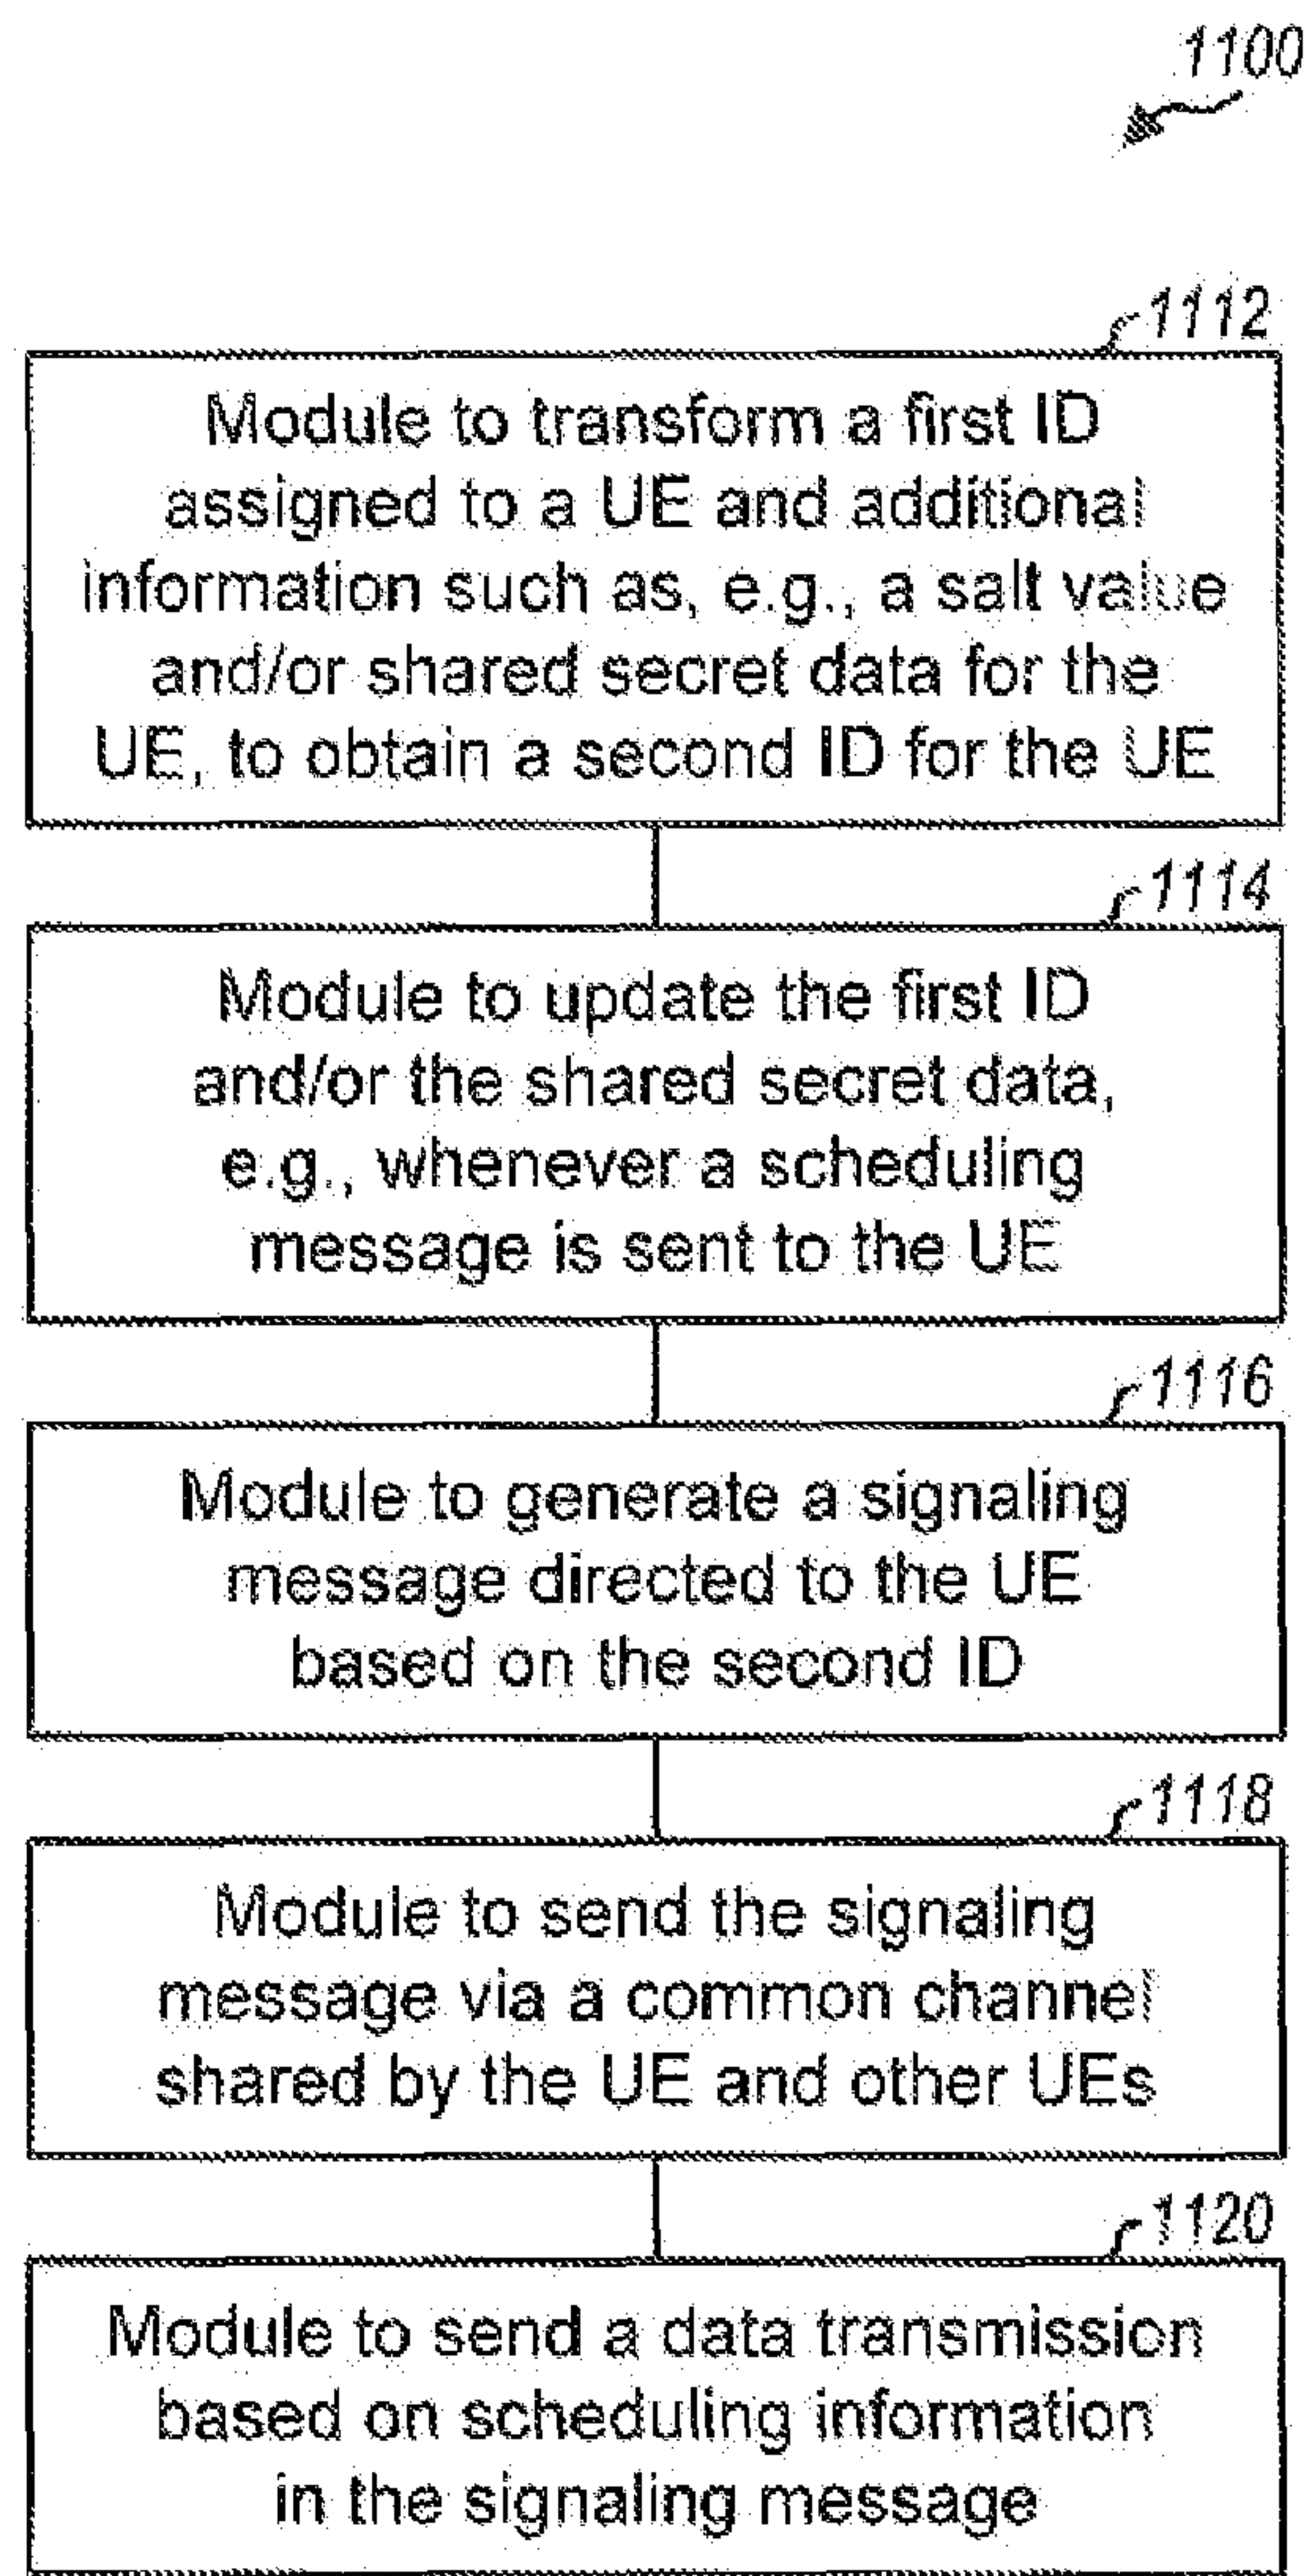 1100
1112
Module to transform a first ID
assigned to a UE and additional
information such as, e.g., a salt value
and/or shared secret data for the
UE, to obtain a second ID for the UE
1114
Module to update the first ID
and/or the shared secret data,
e.g., whenever a scheduling
message is sent to the UE
1116
Module to generate a signaling
message directed to the UE
based on the second ID
1118
Module to send the signaling
message via a common channel
shared by the UE and other UEs
1120
Module to send a data transmission
based on scheduling information
in the signaling message